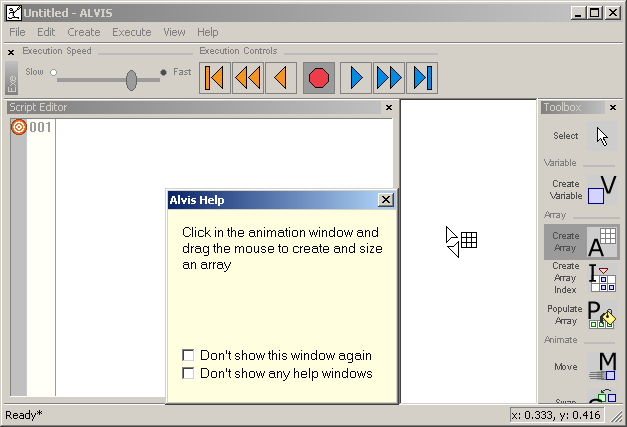 Untitled - ALVIS
File Edit Create Execute View Help
Execution Speed
Execution Controls
Exe
Slow
Fast
Script Editor
001
Alvis Help
Click in the animation window and
drag the mouse to create and size
an array
Don't show this window again
Don't show any help windows
Toolbox
Select
Variable
Create
Variable
V
Array
Create
Array
A
Create
Array
Index
I
Populate
Array
Animate
Move
M
Ready*
x: 0.333, y: 0.416